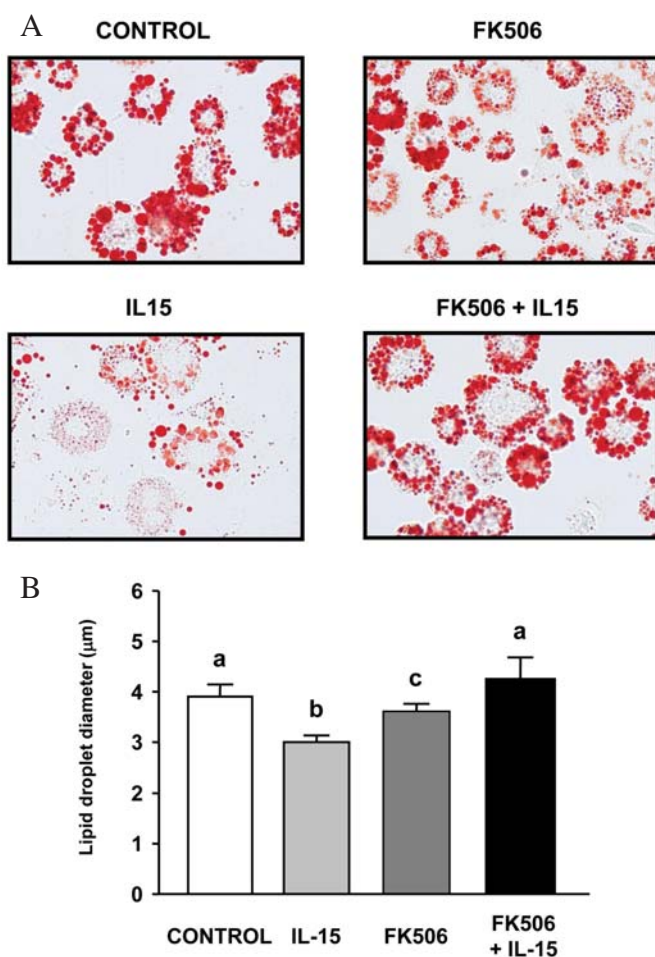 A
CONTROL
FK506
IL15
FK506 + IL15
B
Lipid droplet diameter (μm)
6
5
4
3
2
1
0
a
b
c
a
CONTROL
IL-15
FK506
FK506
+ IL-15